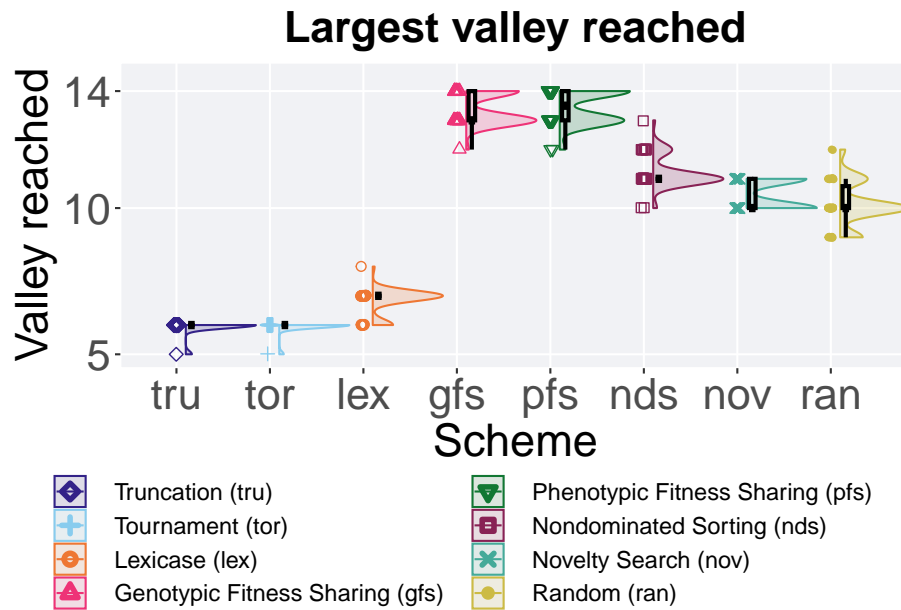 Largest valley reached
Valley reached
14
10
5
tru tor lex gfs pfs nds nov ran
Scheme
Truncation (tru)
Tournament (tor)
Lexicase (lex)
Genotypic Fitness Sharing (gfs)
Phenotypic Fitness Sharing (pfs)
Nondominated Sorting (nds)
Novelty Search (nov)
Random (ran)